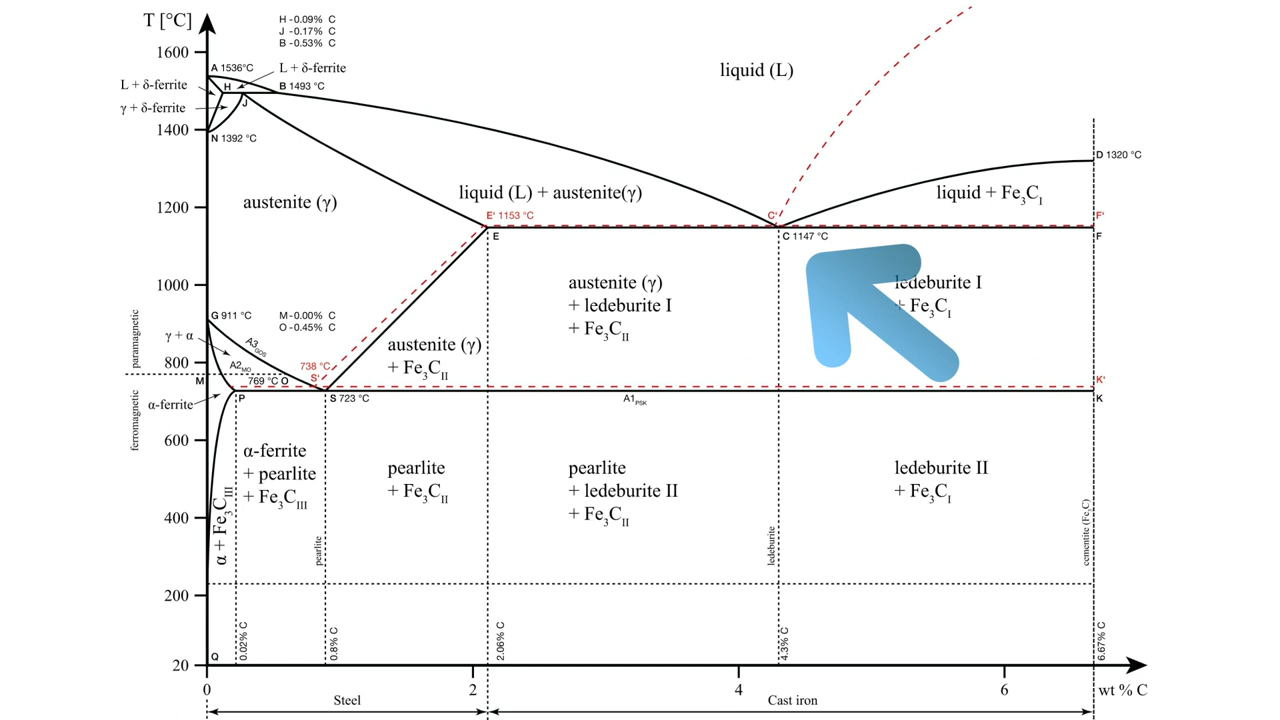 T [°C]
H -0.09% C
J -0.17% C
B -0.53% C
1600
A 1536°C
L + δ-ferrite
liquid (L)
L + δ-ferrite
H
B 1493 °C
γ + δ-ferrite
J
1400
N 1392 °C
D 1320 °C
austenite (γ)
liquid (L) + austenite(γ)
liquid + Fe3CI
1200
E' 1153 °C
C'
F'
E
C 1147 °C
F
1000
austenite (γ)
+ ledeburite I
+ Fe3CII
ledeburite I
+ Fe3CI
paramagnetic
G 911 °C
M -0.00% C
O -0.45% C
γ + α
A3GOS
austenite (γ)
+ Fe3CII
800
A2MO
738 °C
M
769 °C O
S'
K'
α-ferrite
P
S 723 °C
A1PSK
K
ferromagnetic
600
α-ferrite
+ pearlite
+ Fe3CIII
pearlite
+ Fe3CII
pearlite
+ ledeburite II
+ Fe3CII
ledeburite II
+ Fe3CI
α + Fe3CIII
400
pearlite
ledeburite
cementite (Fe3C)
200
Q
0.02% C
0.8% C
2.06% C
4.3% C
6.67% C
20
0
2
4
6
wt % C
Steel
Cast iron